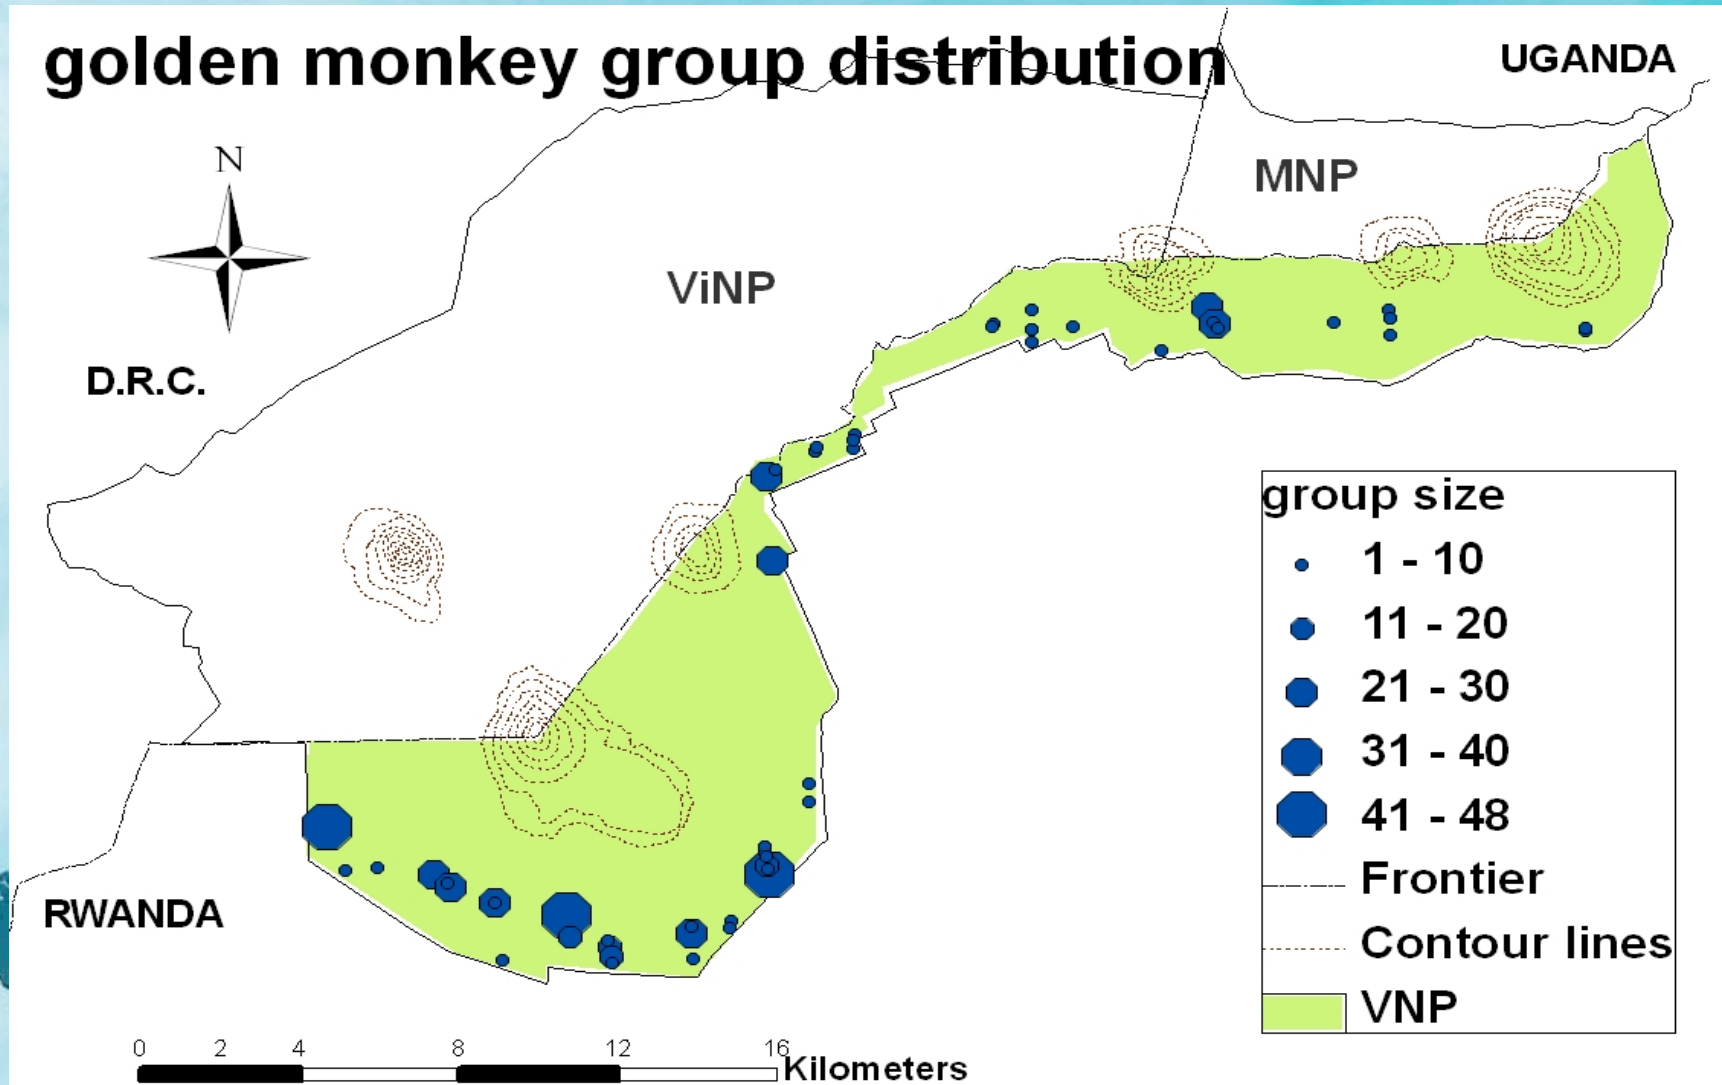 golden monkey group distribution
UGANDA
N
MNP
ViNP
D.R.C.
RWANDA
group size
1 - 10
11 - 20
21 - 30
31 - 40
41 - 48
Frontier
Contour lines
VNP
0 2 4 8 12 16
Kilometers